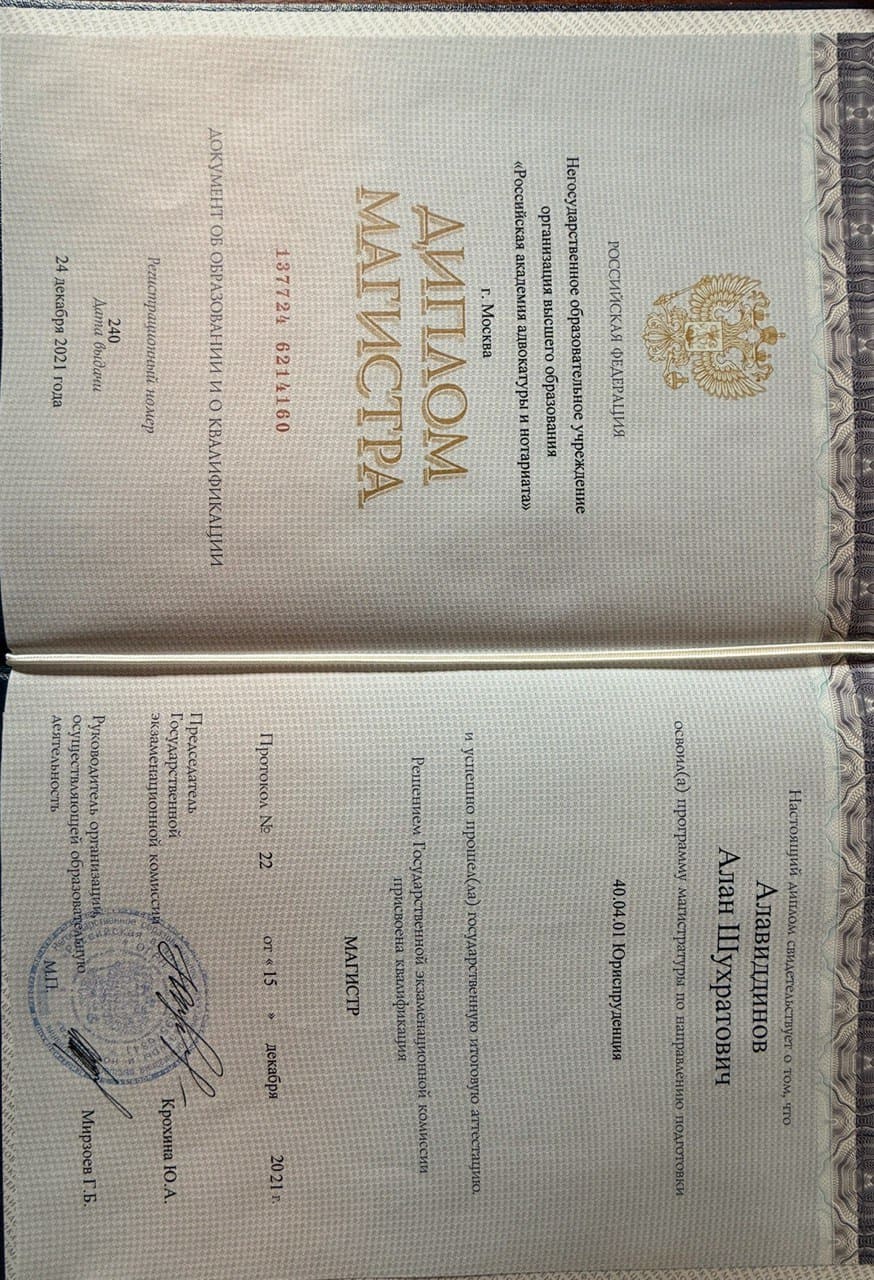 РОССИЙСКАЯ ФЕДЕРАЦИЯ
Негосударственное образовательное учреждение
организация высшего образования
«Российская академия адвокатуры и нотариата»
г. Москва
ДИПЛОМ
МАГИСТРА
137724 6214160
ДОКУМЕНТ ОБ ОБРАЗОВАНИИ И О КВАЛИФИКАЦИИ
Регистрационный номер
240
Дата выдачи
24 декабря 2021 года
Настоящий диплом свидетельствует о том, что
Алавиддинов
Алан Шухратович
освоил(а) программу магистратуры по направлению подготовки
40.04.01 Юриспруденция
и успешно прошел(ла) государственную итоговую аттестацию
Решением Государственной экзаменационной комиссии
присвоена квалификация
МАГИСТР
Протокол № 22 от « 15 » декабря 2021 г.
Председатель
Государственной
экзаменационной комиссии
Крохина Ю.А.
Руководитель организации,
осуществляющей образовательную
деятельность
Мирзоев Г.Б.
М.П.